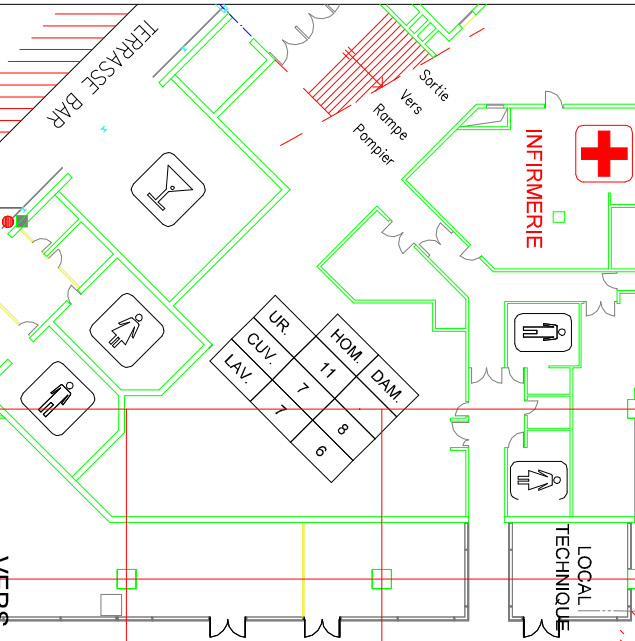 TERRASSE BAR
Sortie
Vers
Rampe
Pompier
INFIRMERIE
HOM. DAM.
UR. 11
CUV. 7 8
LAV. 7 6
LOCAL
TECHNIQUE
VERS